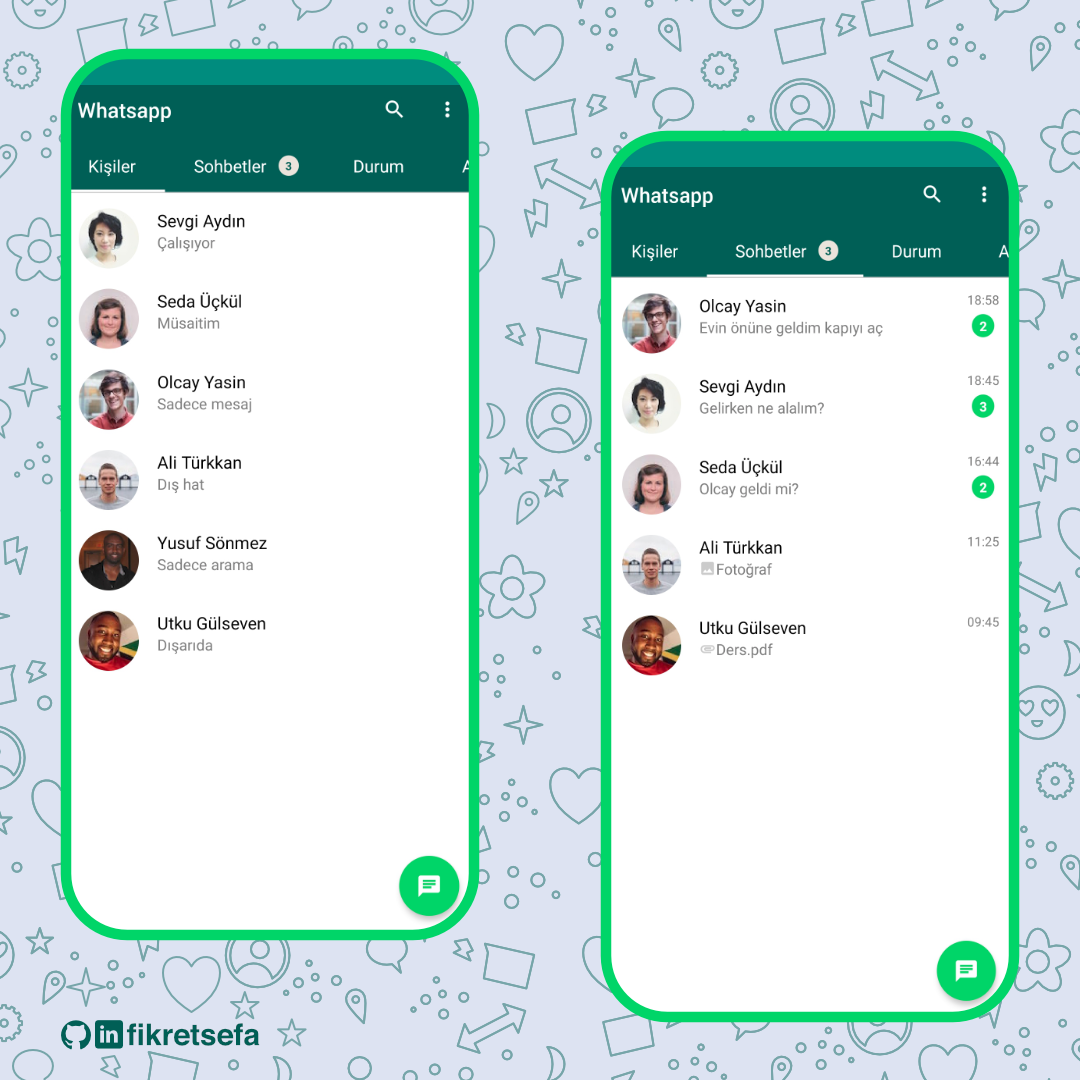 Whatsapp
Kişiler Sohbetler 3 Durum A
Sevgi Aydın
Çalışıyor
Seda Üçkül
Müsaitim
Olcay Yasin
Sadece mesaj
Ali Türkkan
Dış hat
Yusuf Sönmez
Sadece arama
Utku Gülseven
Dışarıda
Whatsapp
Kişiler Sohbetler 3 Durum A
Olcay Yasin 18:58
Evin önüne geldim kapıyı aç 2
Sevgi Aydın 18:45
Gelirken ne alalım? 3
Seda Üçkül 16:44
Olcay geldi mi? 2
Ali Türkkan 11:25
Fotoğraf
Utku Gülseven 09:45
Ders.pdf
in fikretsefa